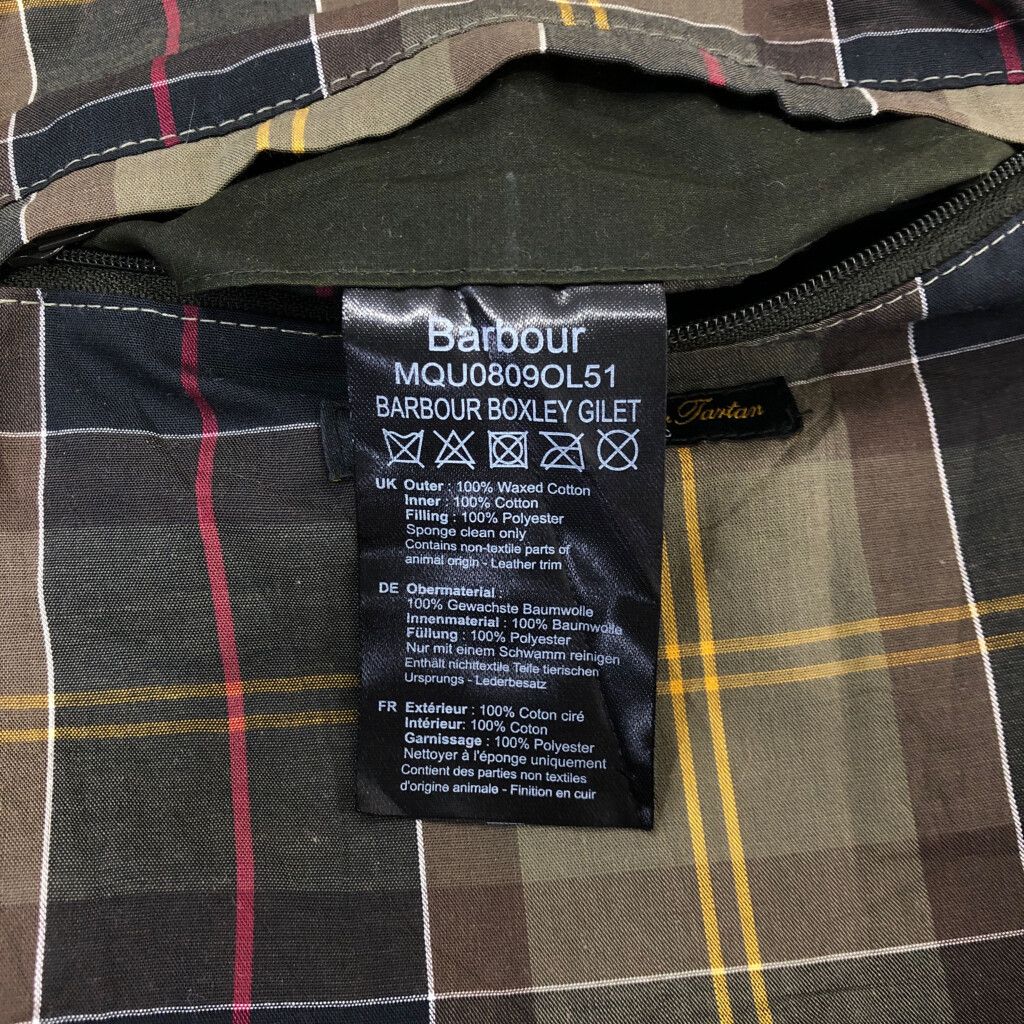 Barbour
MQU0809OL51
BARBOUR BOXLEY GILET
Tartan
UK Outer : 100% Waxed Cotton
Inner : 100% Cotton
Filling : 100% Polyester
Sponge clean only
Contains non-textile parts of
animal origin - Leather trim
DE Obermaterial :
100% Gewachste Baumwolle
Innenmaterial : 100% Baumwolle
Füllung : 100% Polyester
Nur mit einem Schwamm reinigen
Enthält nichttextile Teile tierischen
Ursprungs - Lederbesatz
FR Extérieur : 100% Coton ciré
Intérieur: 100% Coton
Garnissage : 100% Polyester
Nettoyer à l'éponge uniquement
Contient des parties non textiles
d'origine animale - Finition en cuir